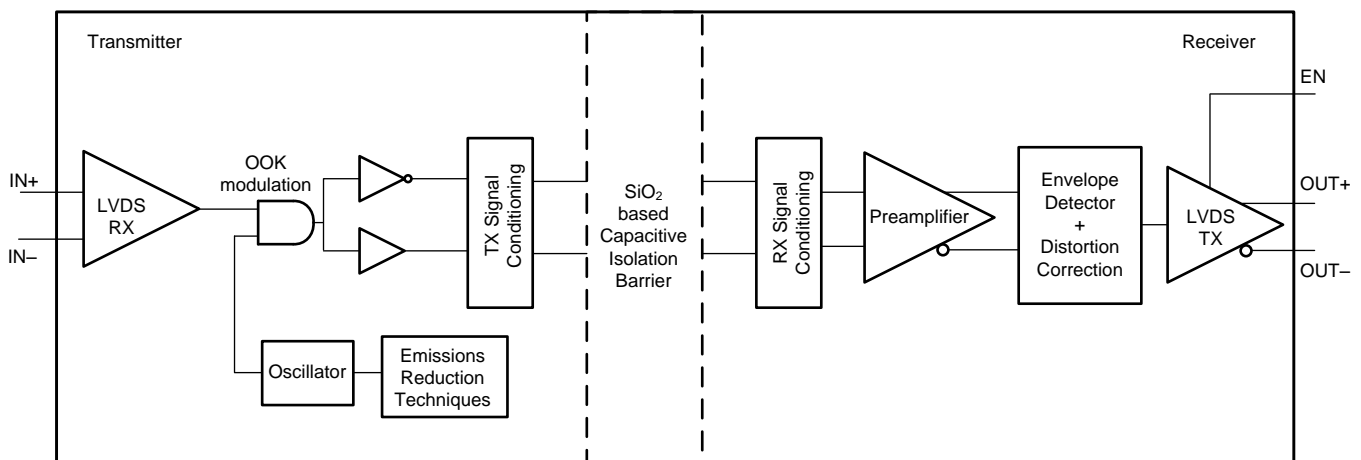 Transmitter
Receiver
EN
IN+
IN–
LVDS
RX
OOK
modulation
TX Signal
Conditioning
SiO₂
based
Capacitive
Isolation
Barrier
RX Signal
Conditioning
Preamplifier
Envelope
Detector
+
Distortion
Correction
LVDS
TX
OUT+
OUT–
Oscillator
Emissions
Reduction
Techniques